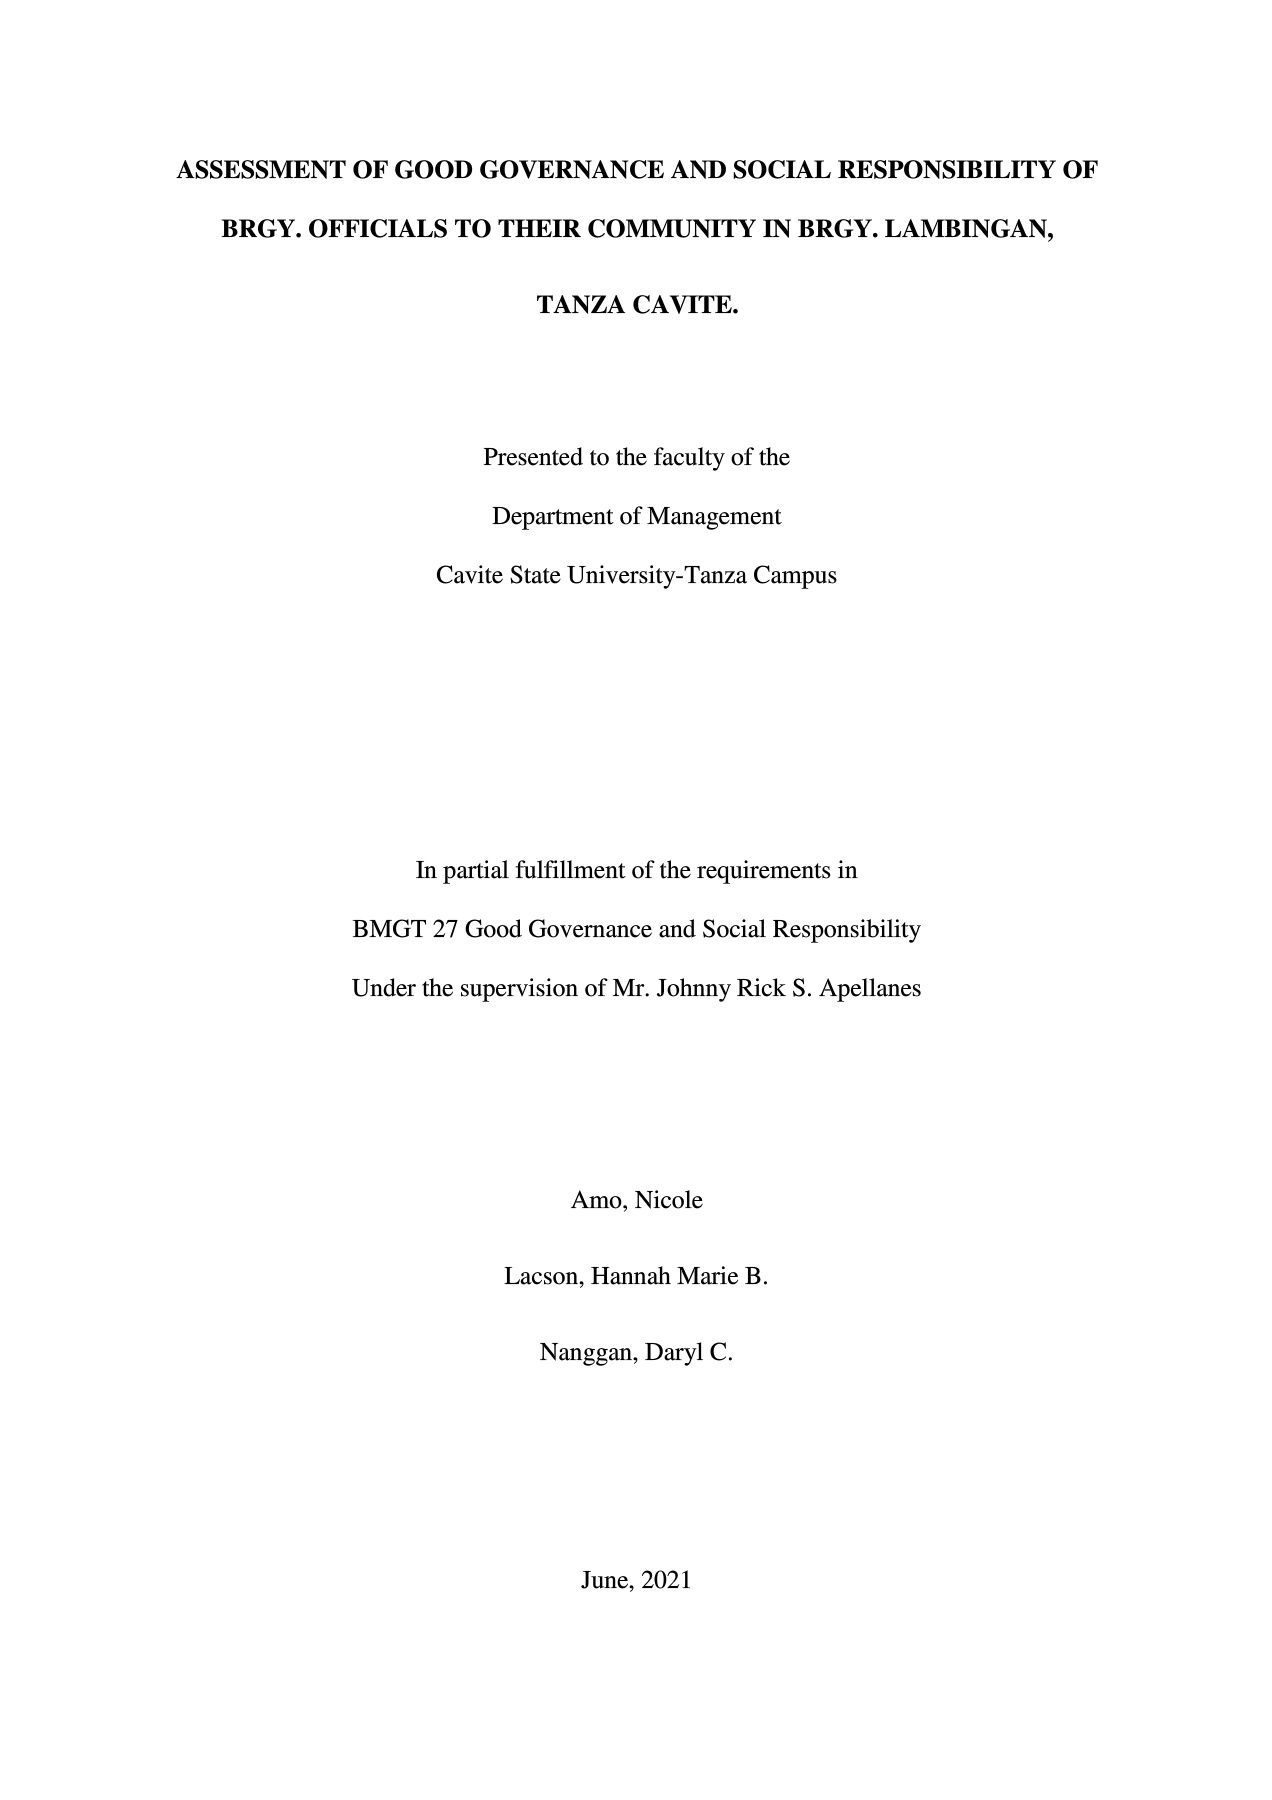 ASSESSMENT OF GOOD GOVERNANCE AND SOCIAL RESPONSIBILITY OF
BRGY. OFFICIALS TO THEIR COMMUNITY IN BRGY. LAMBINGAN,
TANZA CAVITE.
Presented to the faculty of the
Department of Management
Cavite State University-Tanza Campus
In partial fulfillment of the requirements in
BMGT 27 Good Governance and Social Responsibility
Under the supervision of Mr. Johnny Rick S. Apellanes
Amo, Nicole
Lacson, Hannah Marie B.
Nanggan, Daryl C.
June, 2021